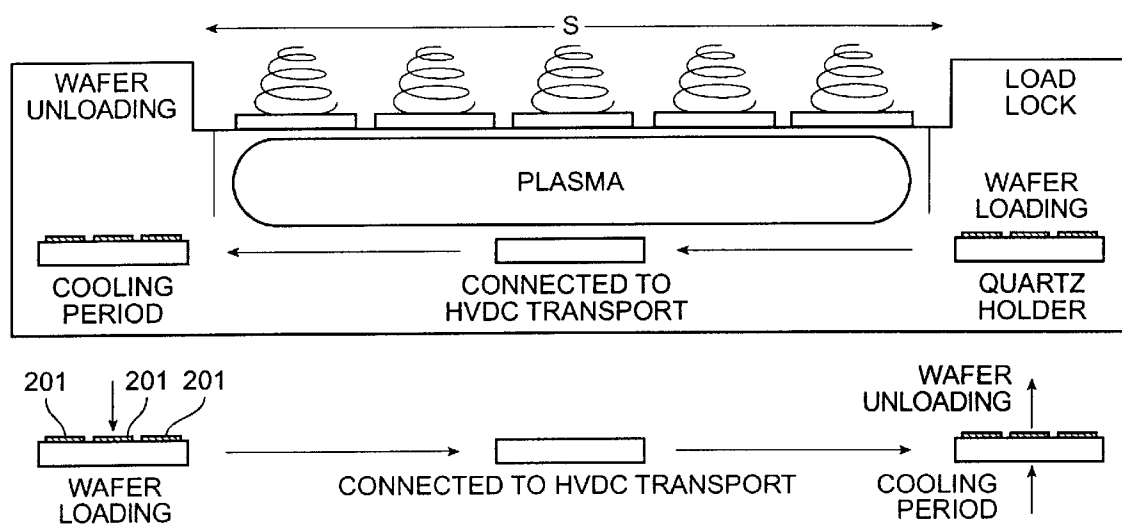 S
WAFER
UNLOADING
LOAD
LOCK
PLASMA
WAFER
LOADING
COOLING
PERIOD
CONNECTED TO
HVDC TRANSPORT
QUARTZ
HOLDER
201
201
201
WAFER
LOADING
CONNECTED TO HVDC TRANSPORT
WAFER
UNLOADING
COOLING
PERIOD